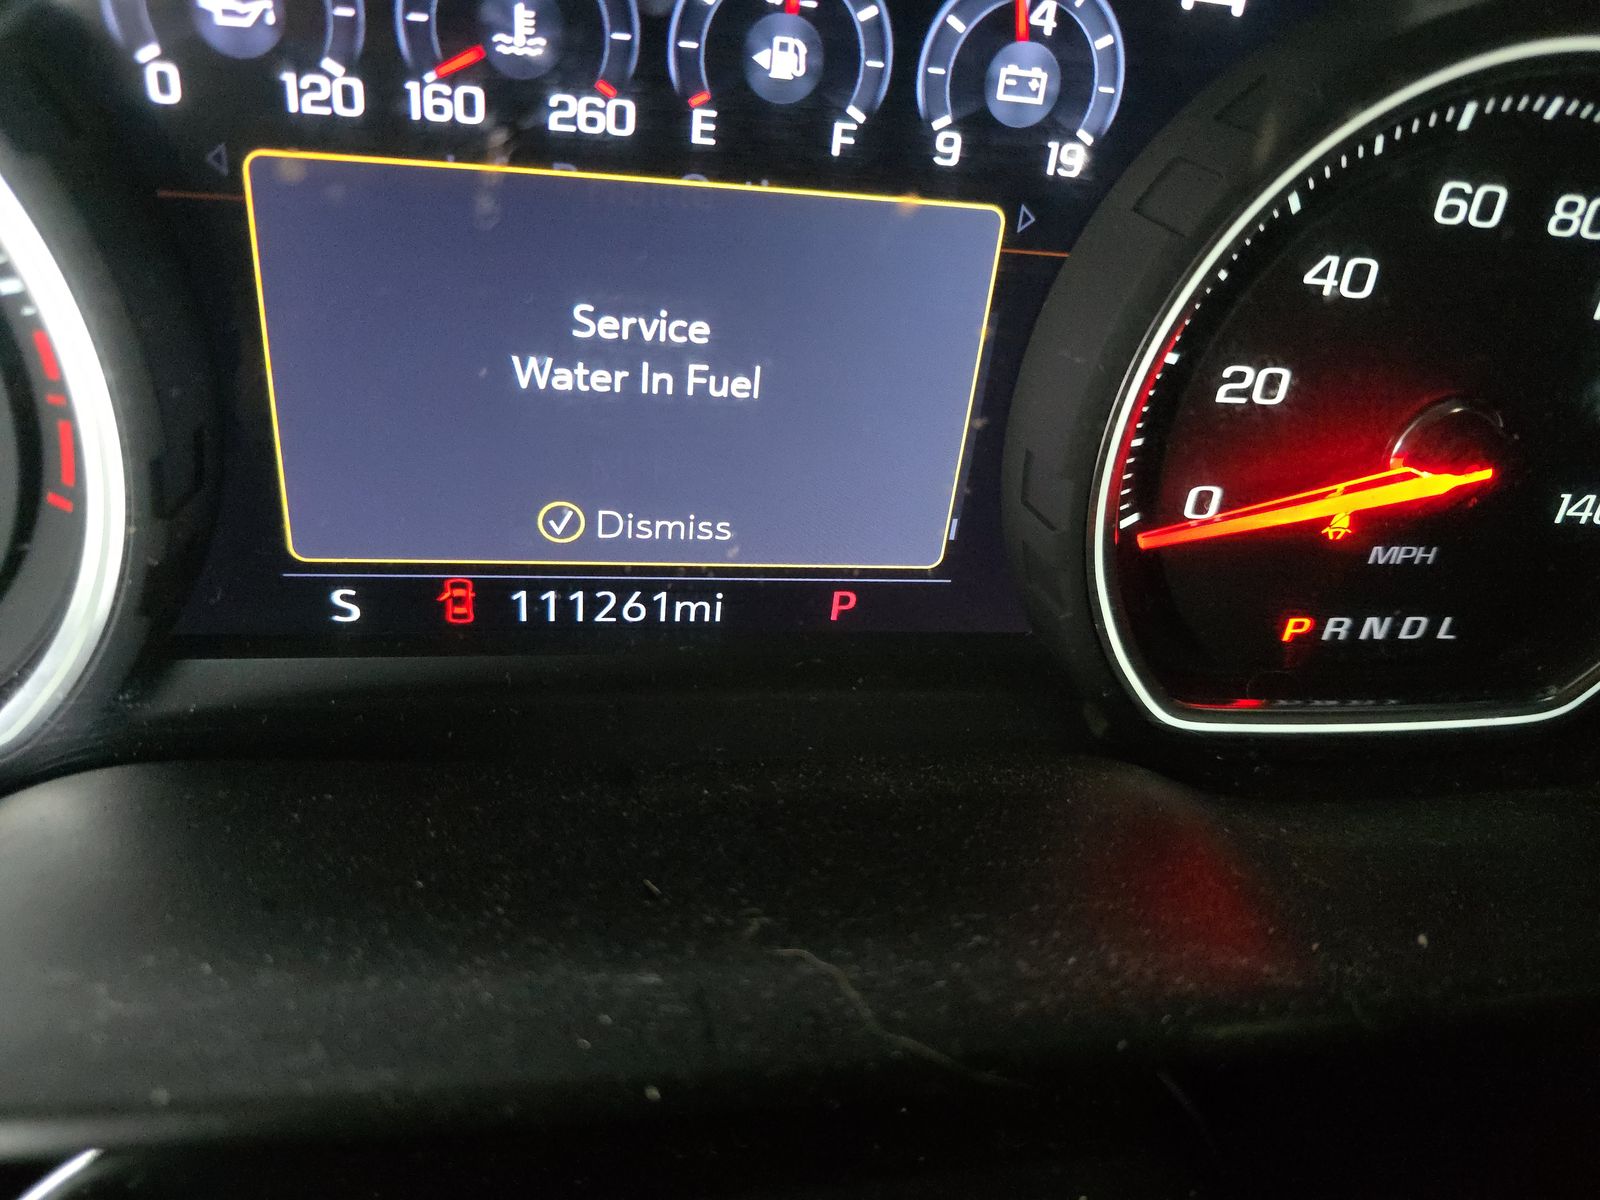 0 120 160 260 E F 4 9 19
Service
Water In Fuel
Dismiss
S 111261mi P
0 20 40 60 80
MPH
P R N D L